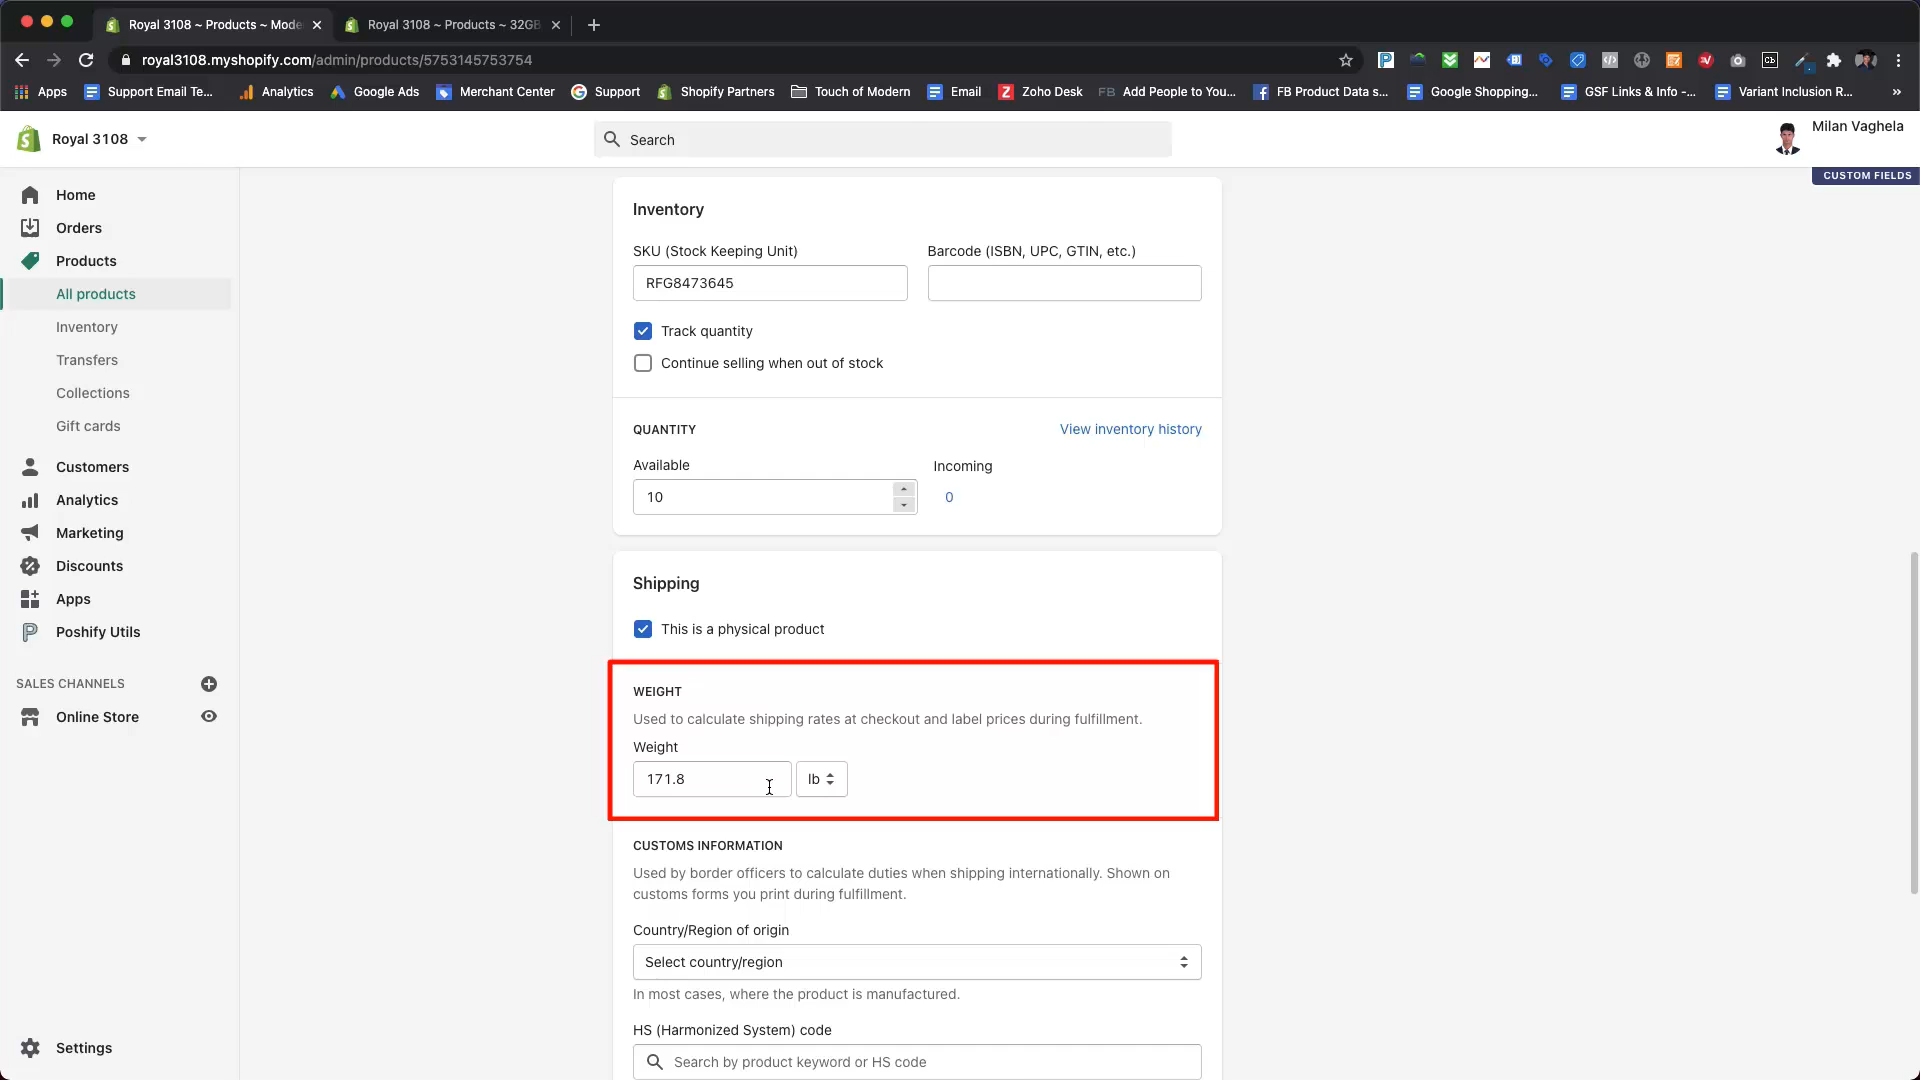 Royal 3108 ~ Products ~ Mode
Royal 3108 ~ Products ~ 32GB
royal3108.myshopify.com/admin/products/5753145753754
Apps
Support Email Te...
Analytics
Google Ads
Merchant Center
Support
Shopify Partners
Touch of Modern
Email
Zoho Desk
FB Add People to You...
FB Product Data s...
Google Shopping...
GSF Links & Info -...
Variant Inclusion R...
»
Royal 3108
Search
Milan Vaghela
CUSTOM FIELDS
Home
Orders
Products
All products
Inventory
Transfers
Collections
Gift cards
Customers
Analytics
Marketing
Discounts
Apps
Poshify Utils
SALES CHANNELS
Online Store
Settings
Inventory
SKU (Stock Keeping Unit)
Barcode (ISBN, UPC, GTIN, etc.)
RFG8473645
Track quantity
Continue selling when out of stock
QUANTITY
View inventory history
Available
Incoming
10
0
Shipping
This is a physical product
WEIGHT
Used to calculate shipping rates at checkout and label prices during fulfillment.
Weight
171.8
lb
CUSTOMS INFORMATION
Used by border officers to calculate duties when shipping internationally. Shown on
customs forms you print during fulfillment.
Country/Region of origin
Select country/region
In most cases, where the product is manufactured.
HS (Harmonized System) code
Search by product keyword or HS code